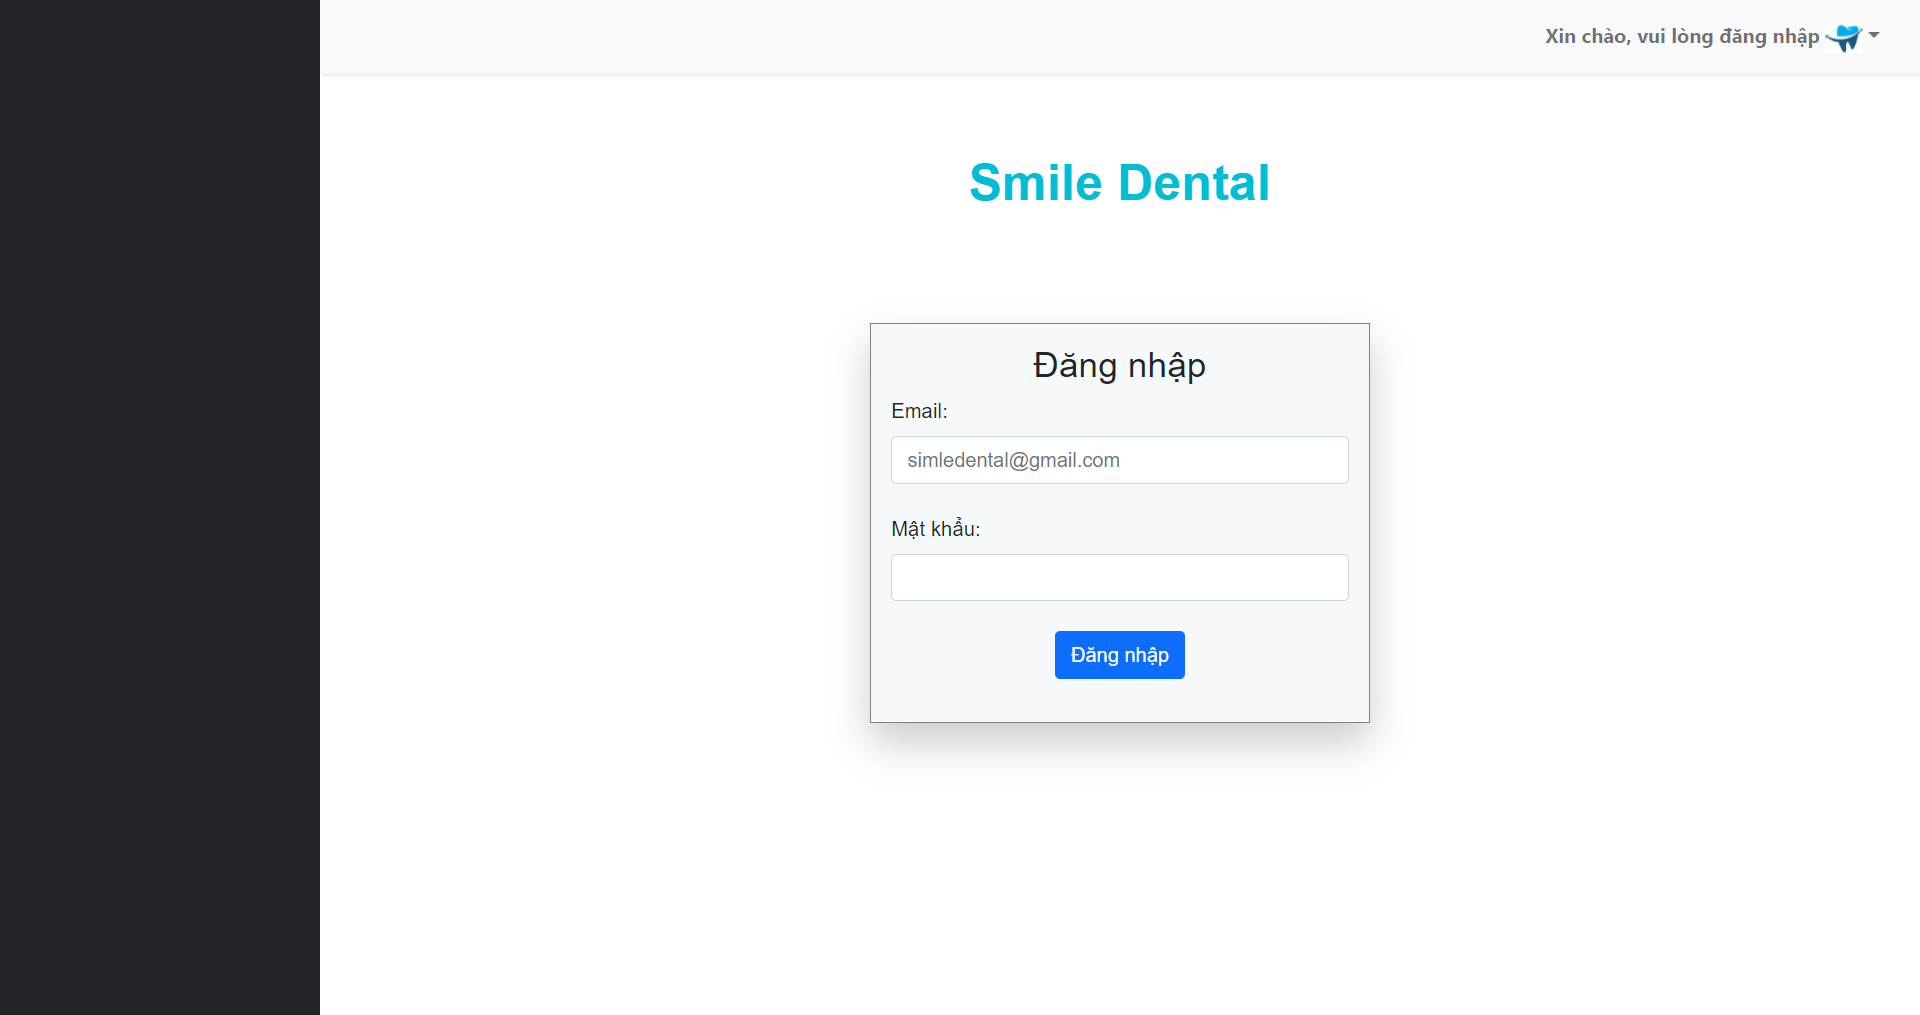 Xin chào, vui lòng đăng nhập
Smile Dental
Đăng nhập
Email:
simledental@gmail.com
Mật khẩu:
Đăng nhập